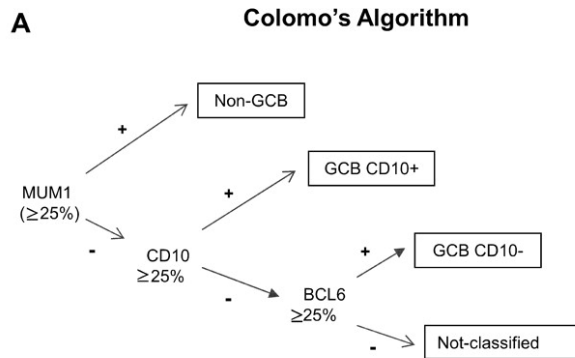 A
Colomo's Algorithm
Non-GCB
+
GCB CD10+
+
MUM1
(≥25%)
-
CD10
≥25%
+
GCB CD10-
-
BCL6
≥25%
-
Not-classified